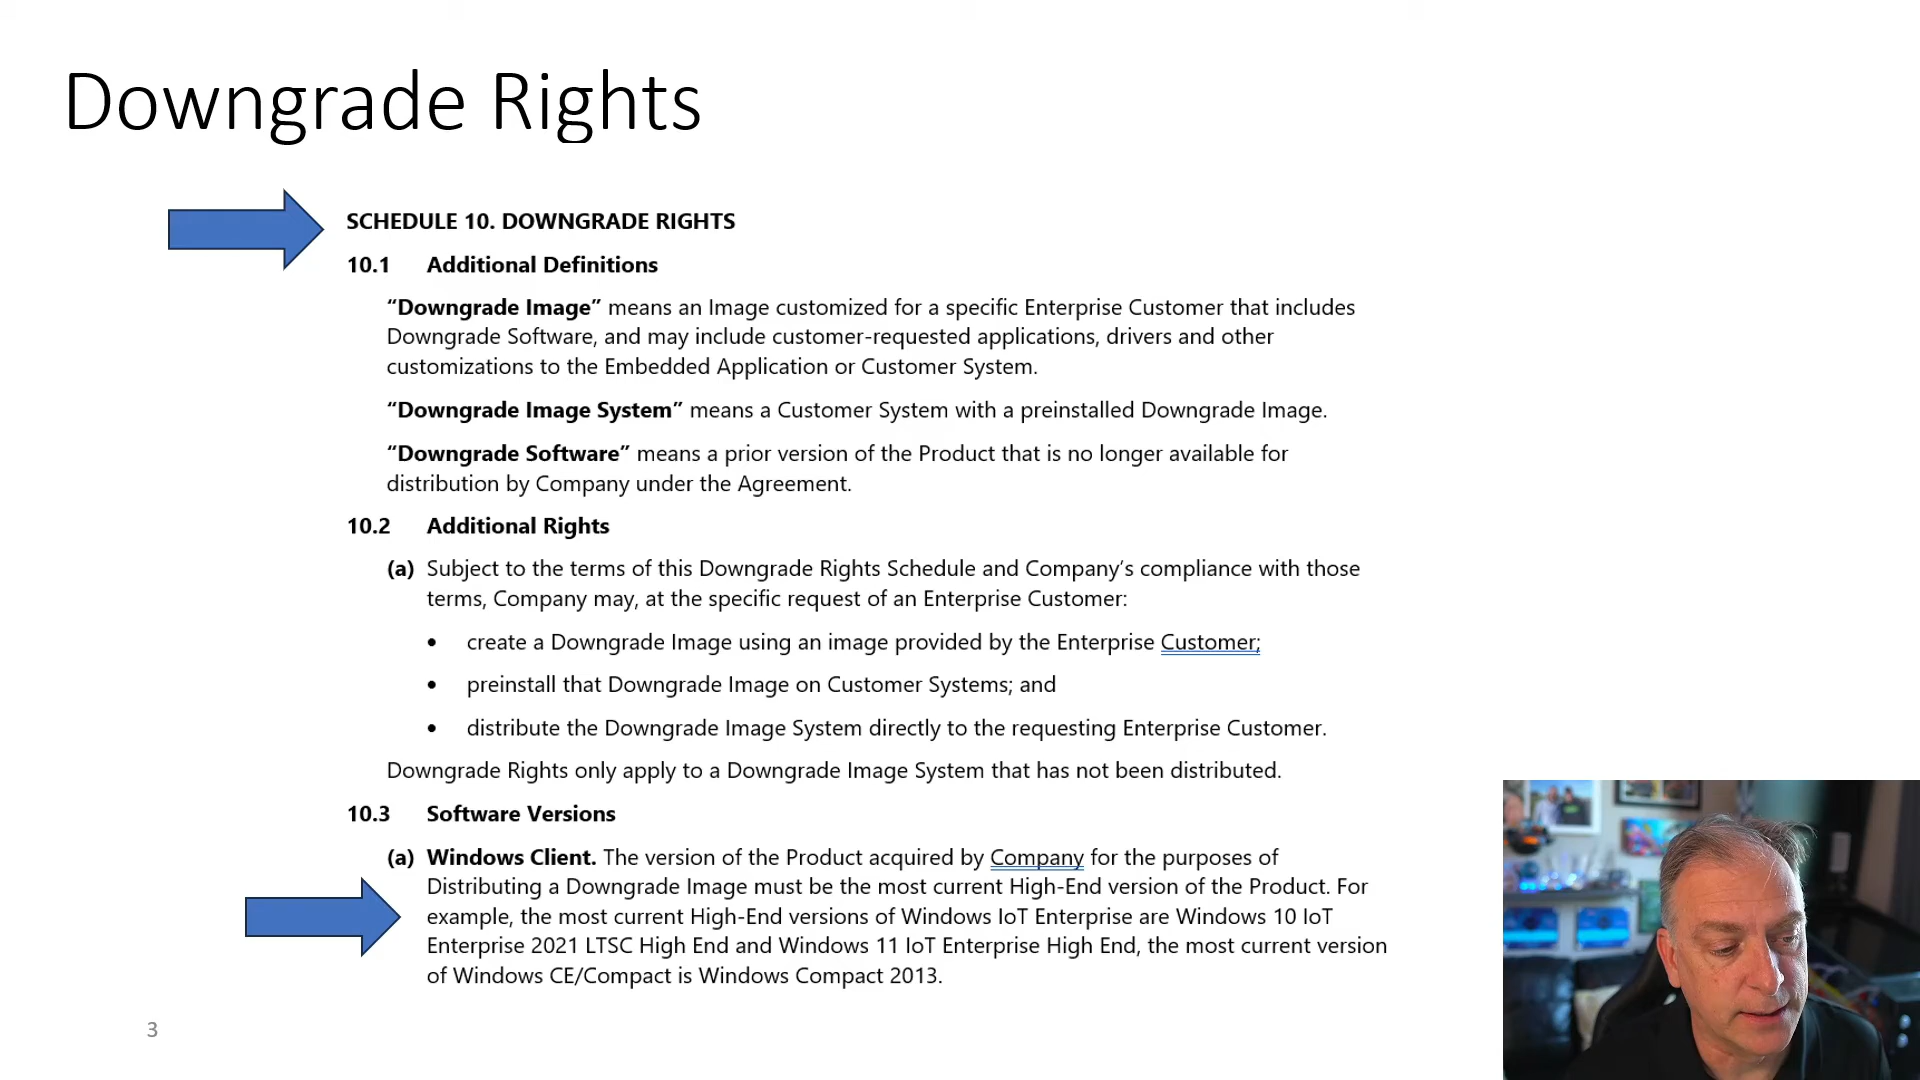 Downgrade Rights
SCHEDULE 10. DOWNGRADE RIGHTS
10.1 Additional Definitions
“Downgrade Image” means an Image customized for a specific Enterprise Customer that includes
Downgrade Software, and may include customer-requested applications, drivers and other
customizations to the Embedded Application or Customer System.
“Downgrade Image System” means a Customer System with a preinstalled Downgrade Image.
“Downgrade Software” means a prior version of the Product that is no longer available for
distribution by Company under the Agreement.
10.2 Additional Rights
(a) Subject to the terms of this Downgrade Rights Schedule and Company’s compliance with those
terms, Company may, at the specific request of an Enterprise Customer:
• create a Downgrade Image using an image provided by the Enterprise Customer;
• preinstall that Downgrade Image on Customer Systems; and
• distribute the Downgrade Image System directly to the requesting Enterprise Customer.
Downgrade Rights only apply to a Downgrade Image System that has not been distributed.
10.3 Software Versions
(a) Windows Client. The version of the Product acquired by Company for the purposes of
Distributing a Downgrade Image must be the most current High-End version of the Product. For
example, the most current High-End versions of Windows IoT Enterprise are Windows 10 IoT
Enterprise 2021 LTSC High End and Windows 11 IoT Enterprise High End, the most current version
of Windows CE/Compact is Windows Compact 2013.
3